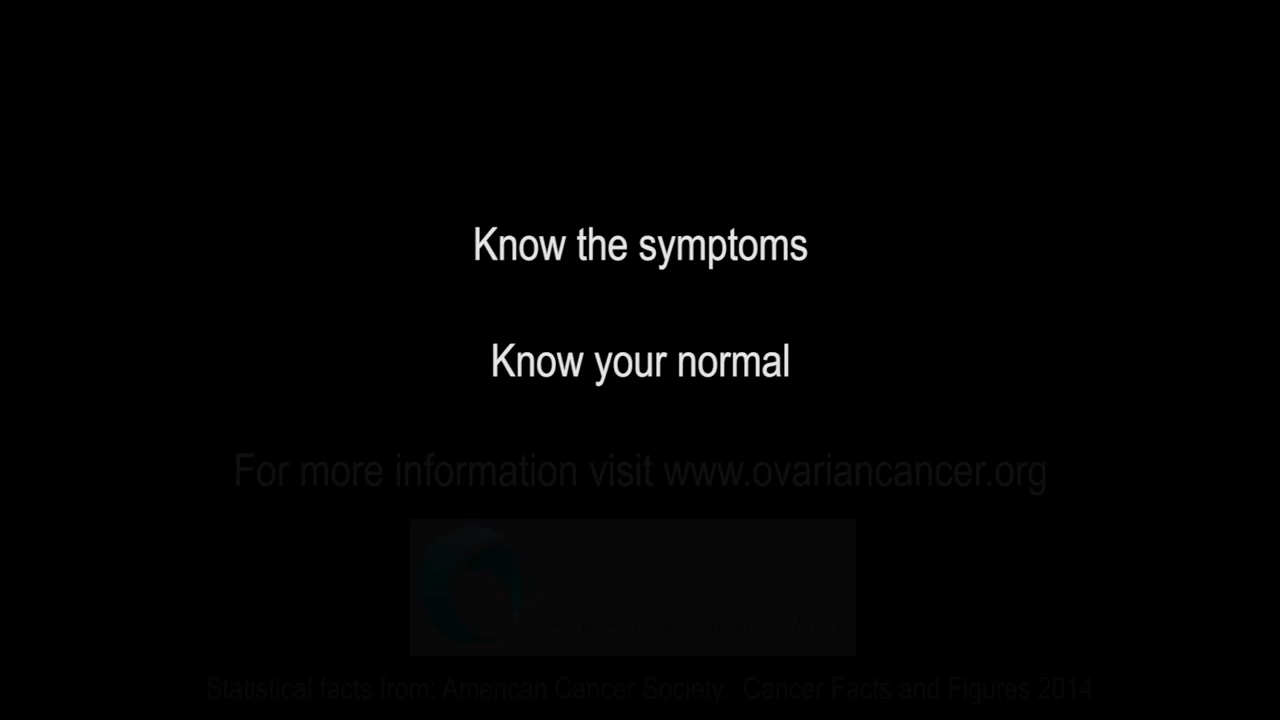 Know the symptoms
Know your normal
For more information visit www.ovariancancer.org
Statistical facts from: American Cancer Society, Cancer Facts and Figures 2014